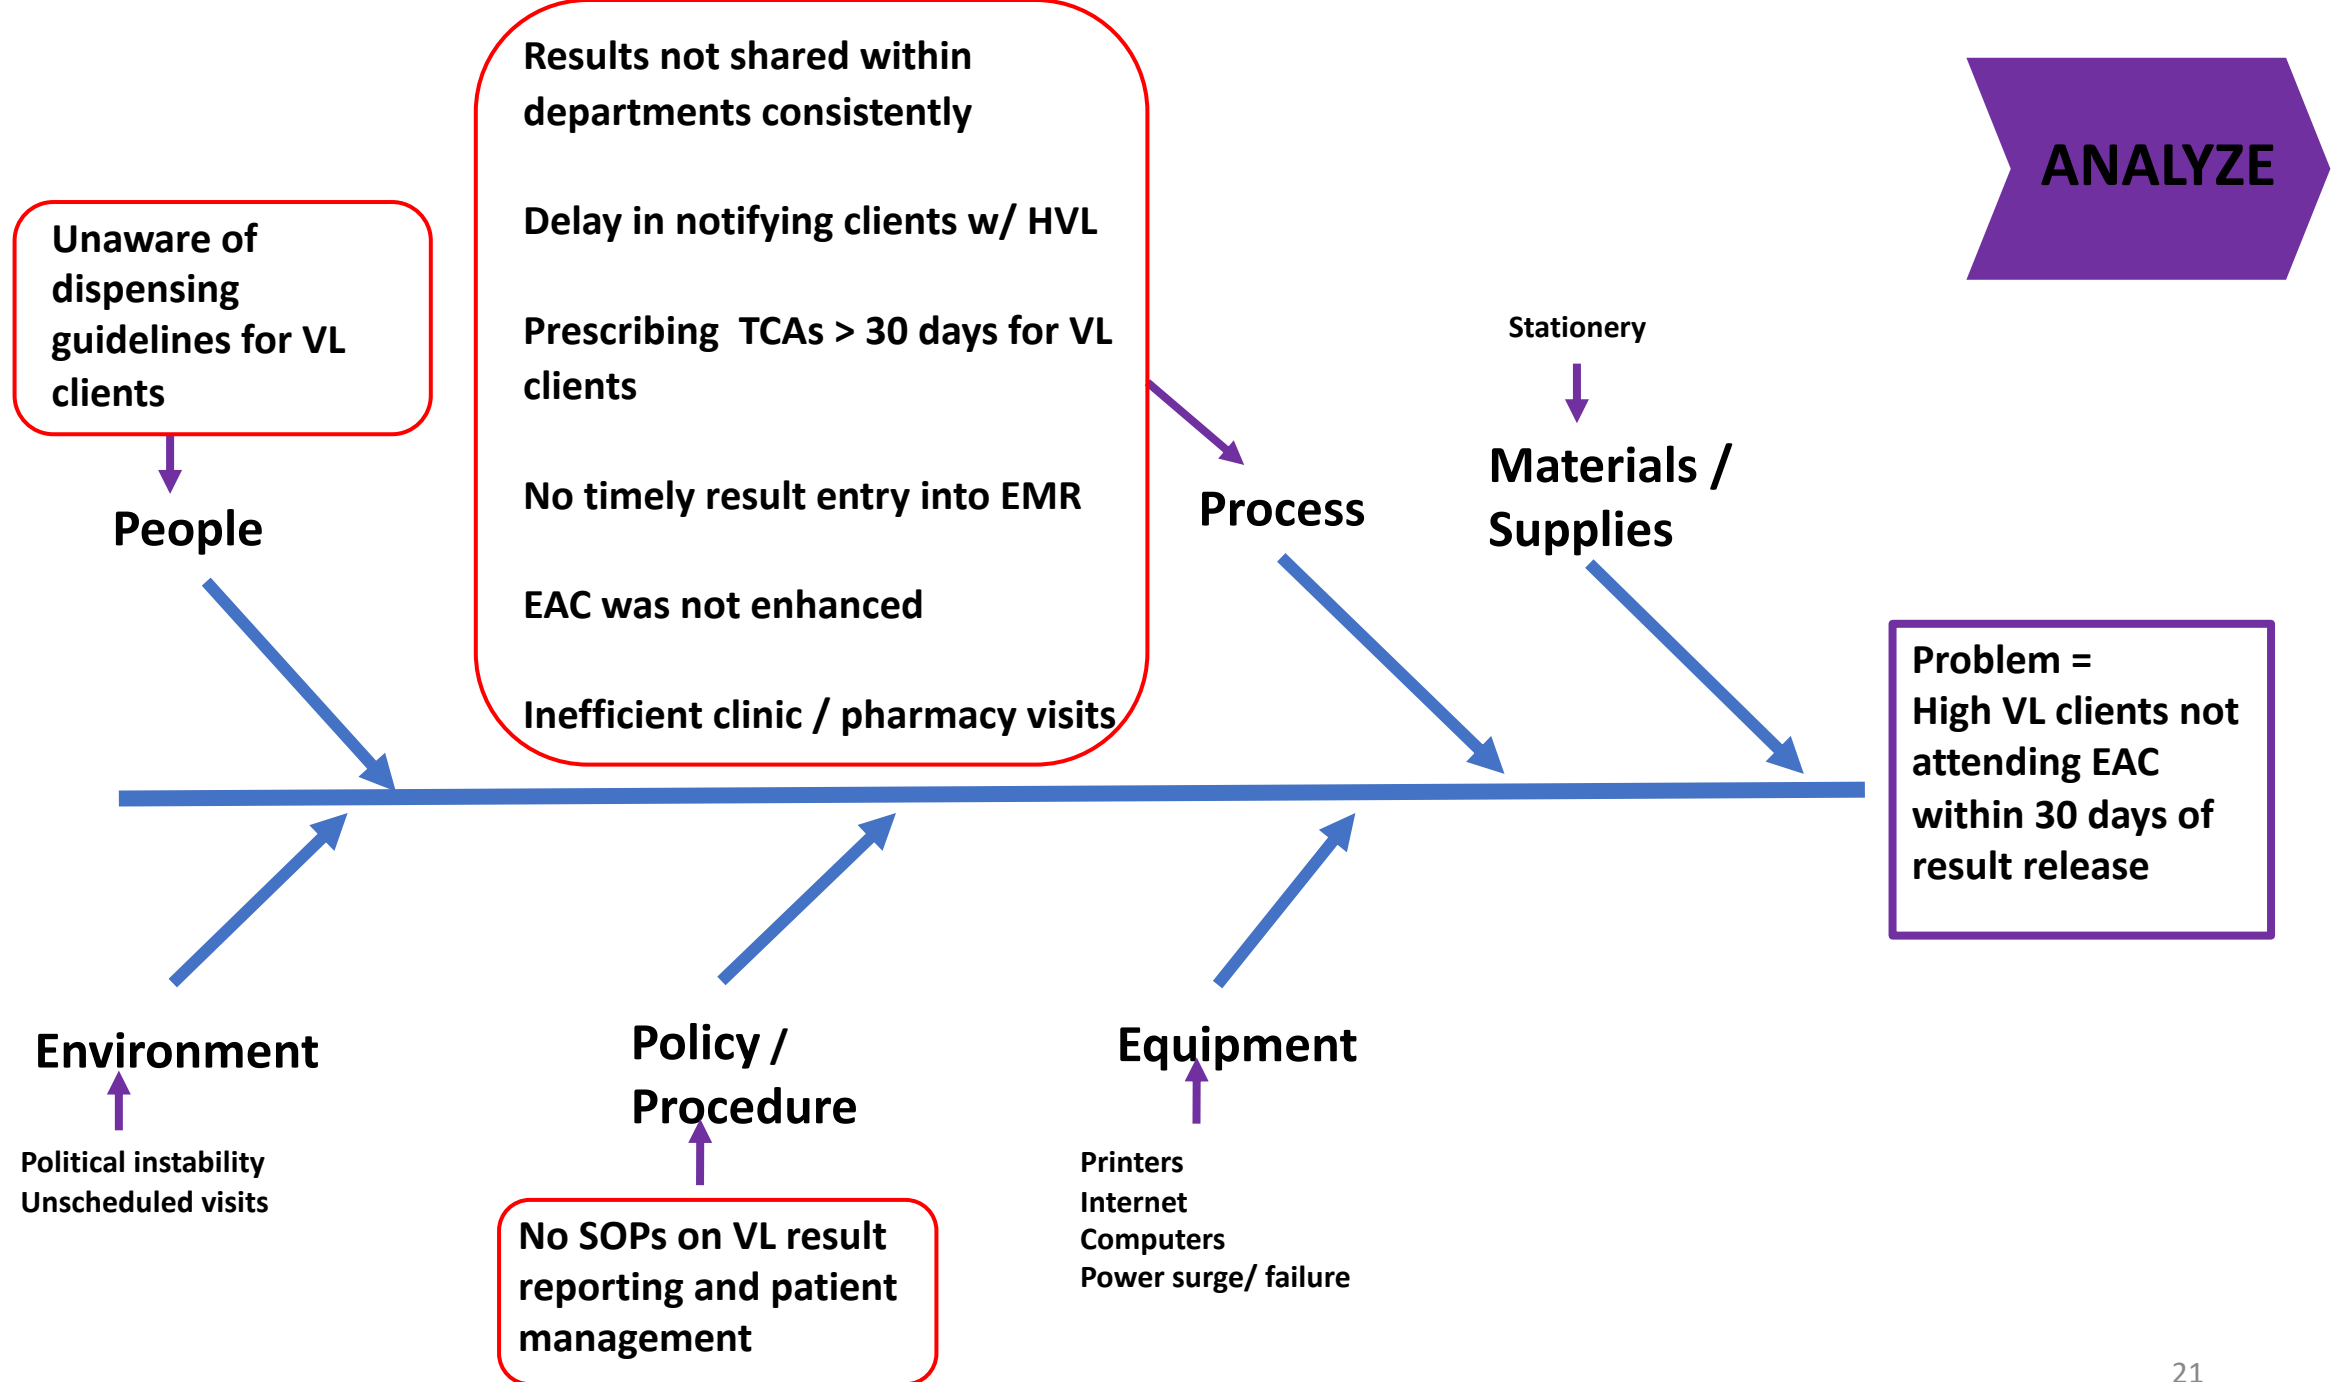 Results not shared within
departments consistently
Delay in notifying clients w/ HVL
Prescribing  TCAs > 30 days for VL
clients
No timely result entry into EMR
EAC was not enhanced
Inefficient clinic / pharmacy visits
ANALYZE
Unaware of
dispensing
guidelines for VL
clients
People
Process
Stationery
Materials /
Supplies
Problem =
High VL clients not
attending EAC
within 30 days of
result release
Environment
Political instability
Unscheduled visits
Policy /
Procedure
No SOPs on VL result
reporting and patient
management
Equipment
Printers
Internet
Computers
Power surge/ failure
21